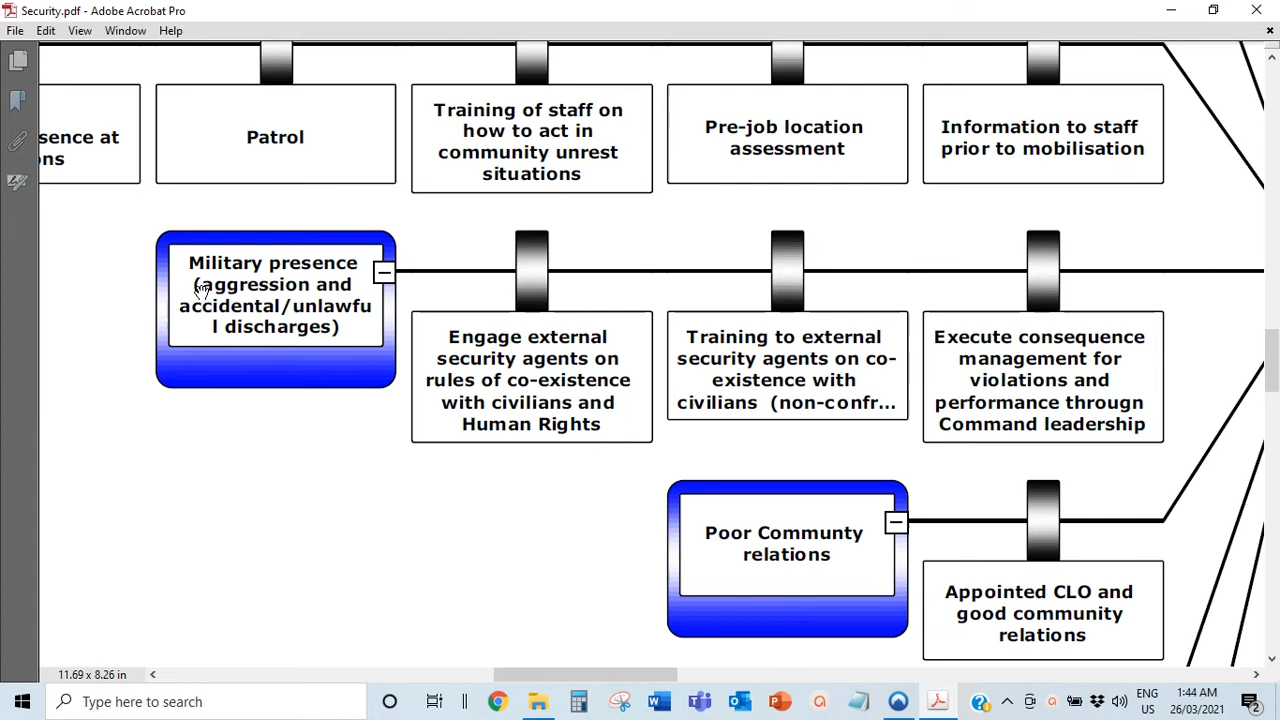 Security.pdf - Adobe Acrobat Pro
File Edit View Window Help
sence at
ons
Patrol
Training of staff on
how to act in
community unrest
situations
Pre-job location
assessment
Information to staff
prior to mobilisation
Military presence
(aggression and
accidental/unlawfu
l discharges)
Engage external
security agents on
rules of co-existence
with civilians and
Human Rights
Training to external
security agents on co-
existence with
civilians (non-confr...
Execute consequence
management for
violations and
performance through
Command leadership
Poor Communty
relations
Appointed CLO and
good community
relations
11.69 x 8.26 in
Type here to search
ENG
US
1:44 AM
26/03/2021
2